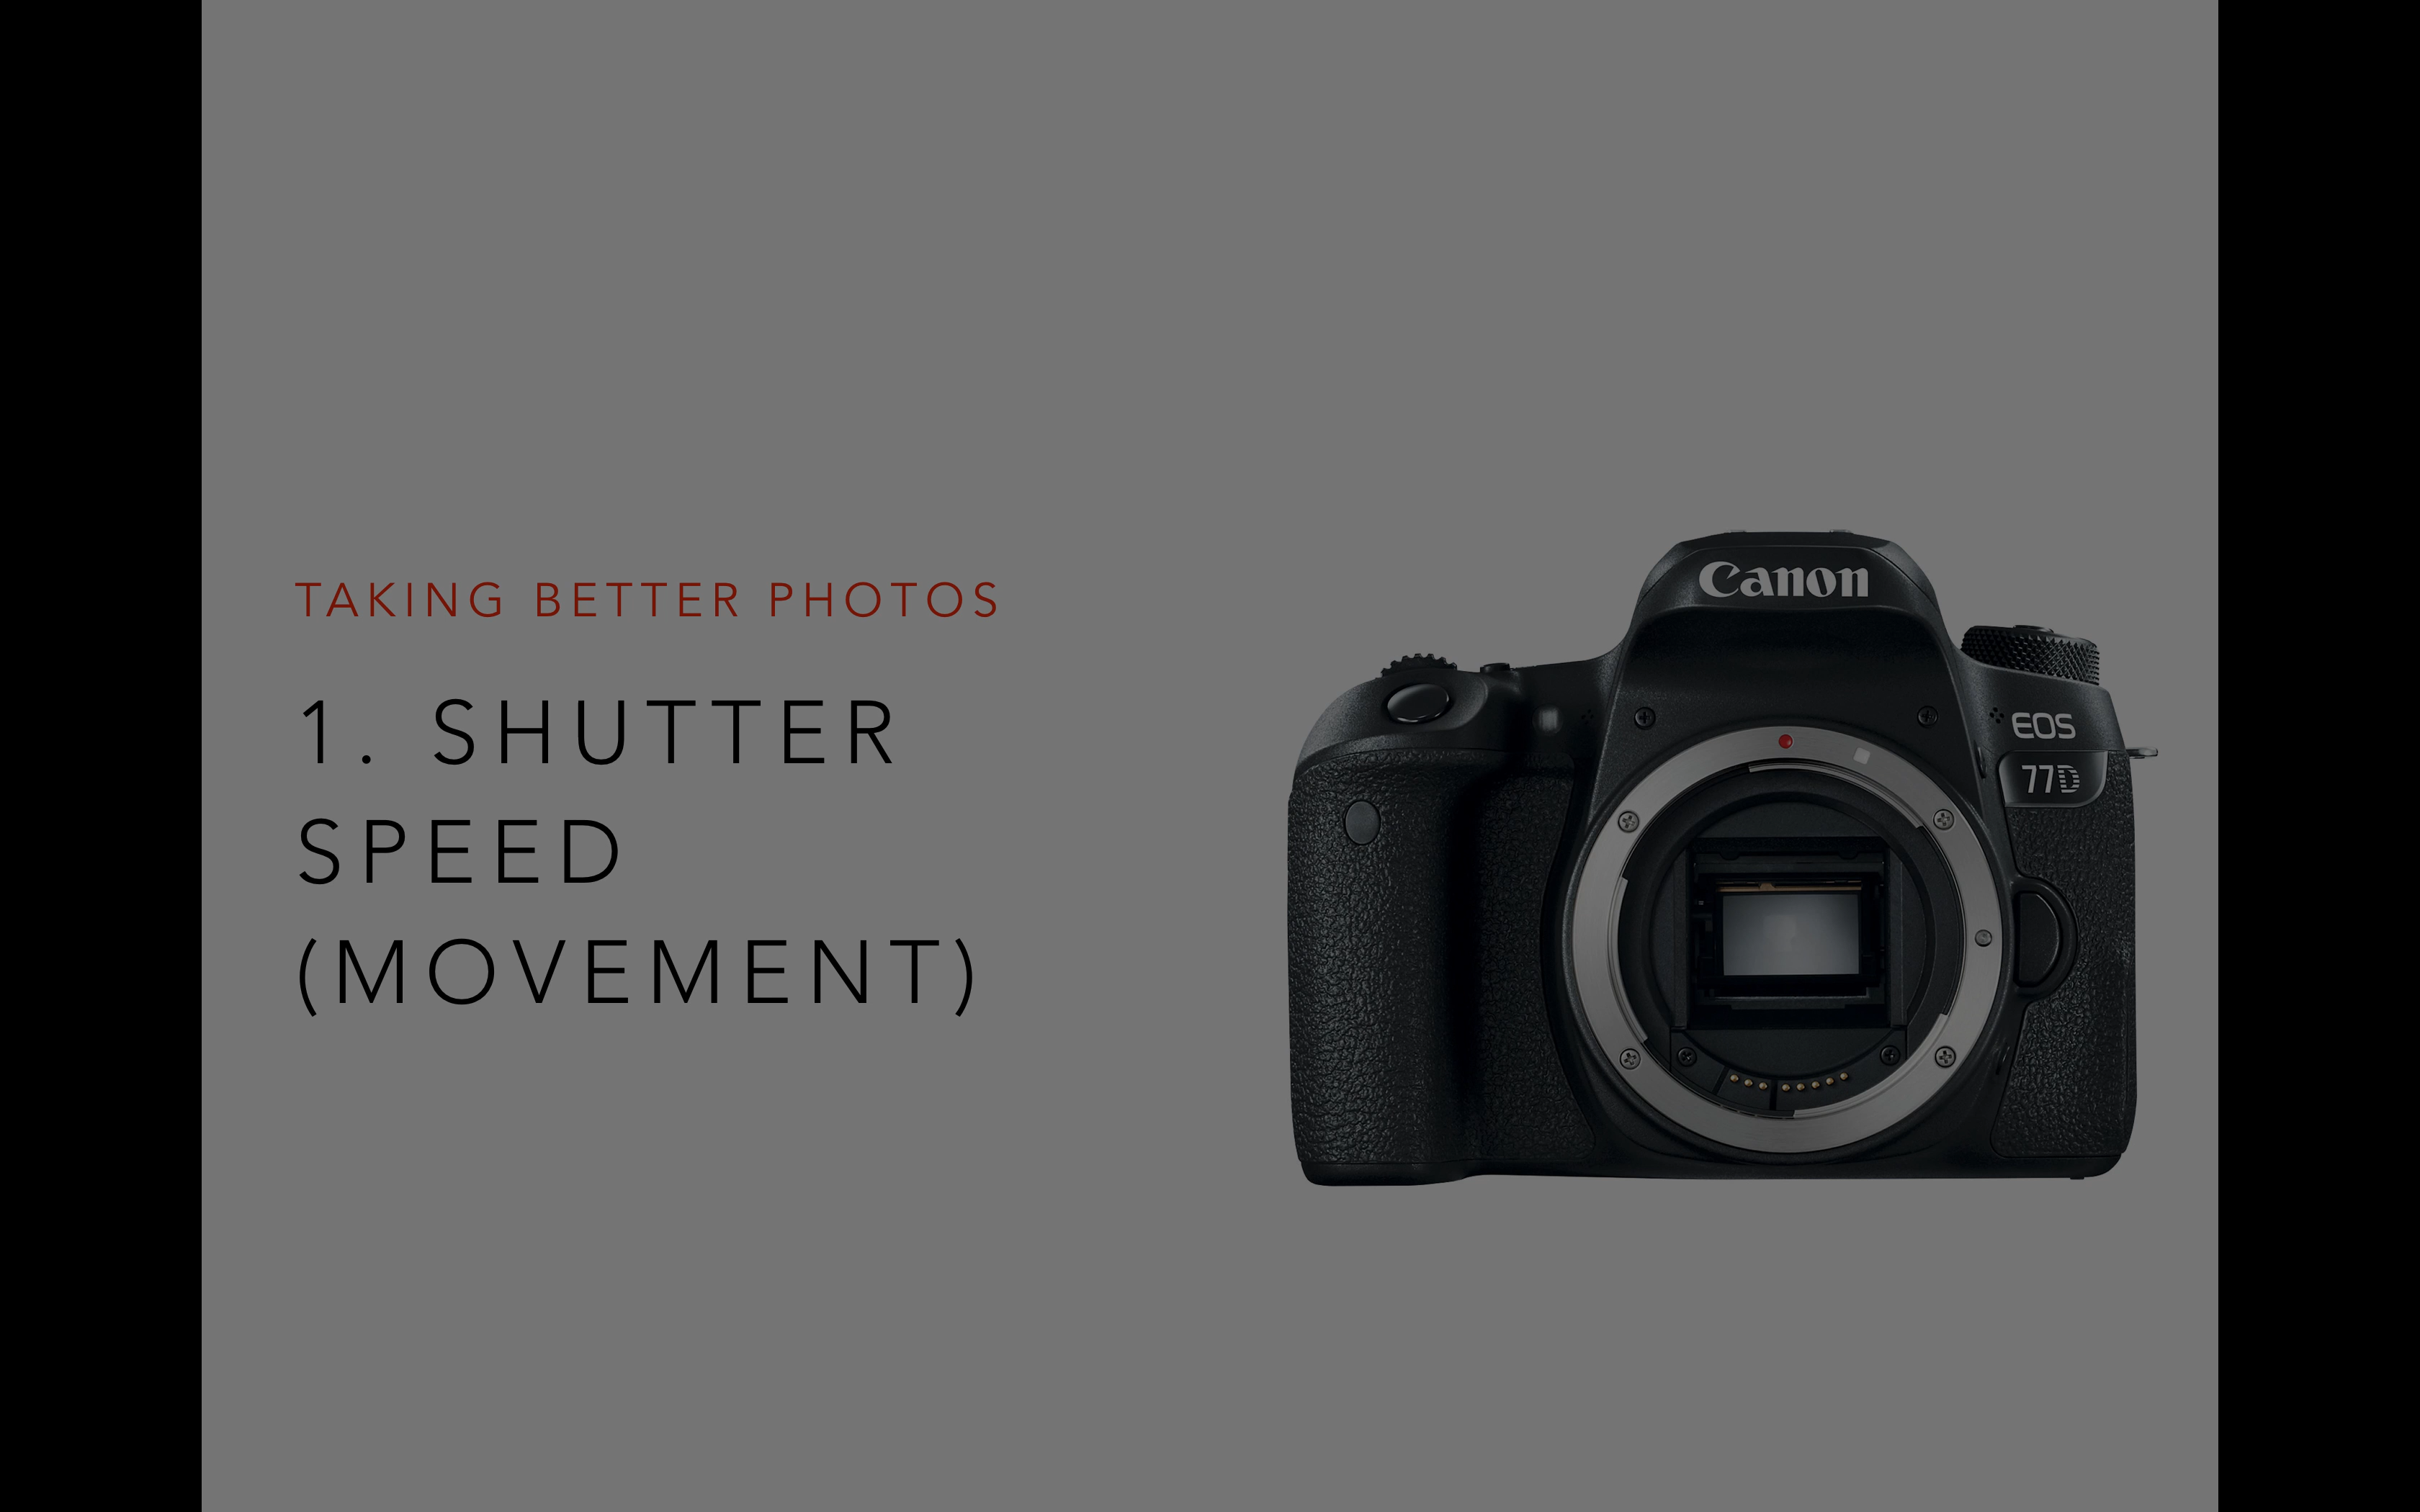 TAKING BETTER PHOTOS
1. SHUTTER
SPEED
(MOVEMENT)
Canon
EOS
77D